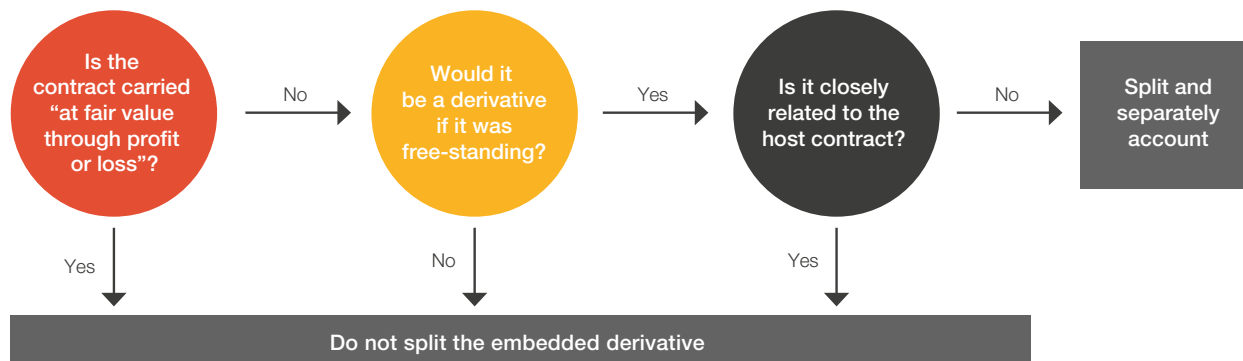 Is the
contract carried
“at fair value
through profit
or loss”?
No
Would it
be a derivative
if it was
free-standing?
Yes
Is it closely
related to the
host contract?
No
Split and
separately
account
Yes
No
Yes
Do not split the embedded derivative